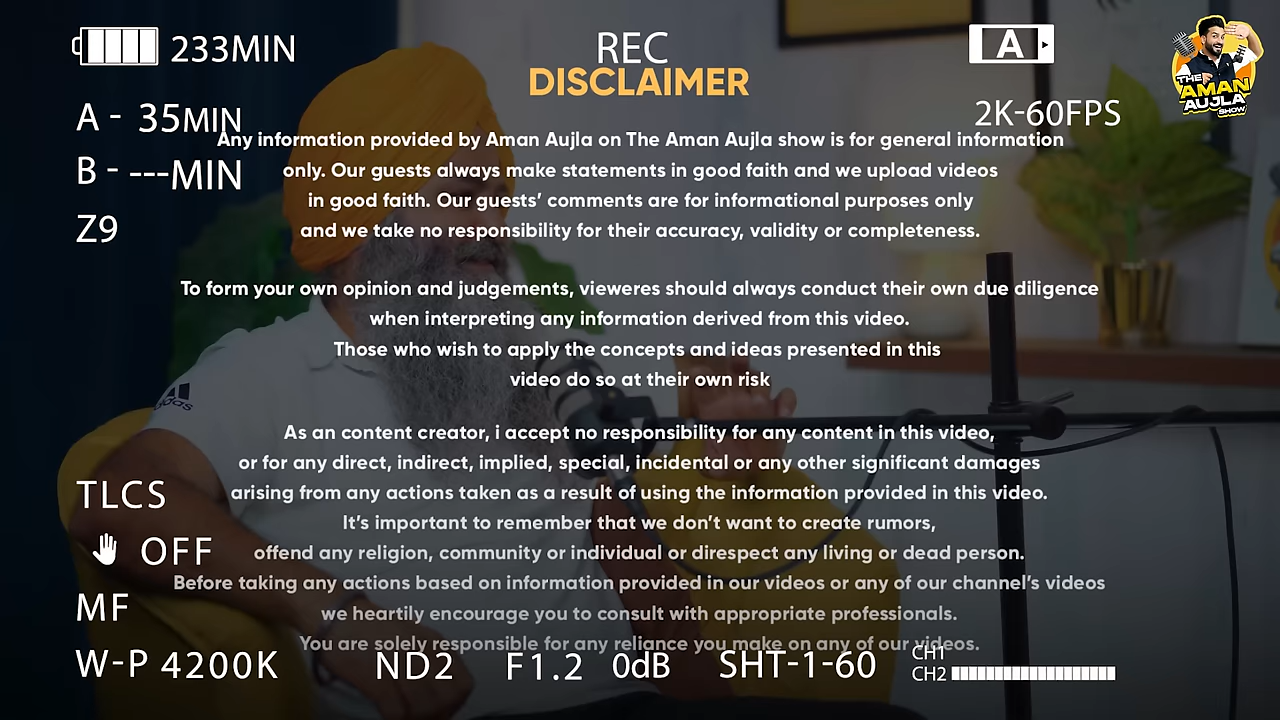 233MIN
REC
A
DISCLAIMER
THE
AMAN
AUJLA
SHOW
A - 35MIN
2K-60FPS
Any information provided by Aman Aujla on The Aman Aujla show is for general information
only. Our guests always make statements in good faith and we upload videos
B - ---MIN
in good faith. Our guests’ comments are for informational purposes only
Z9
and we take no responsibility for their accuracy, validity or completeness.
To form your own opinion and judgements, vieweres should always conduct their own due diligence
when interpreting any information derived from this video.
Those who wish to apply the concepts and ideas presented in this
video do so at their own risk
adidas
As an content creator, i accept no responsibility for any content in this video,
or for any direct, indirect, implied, special, incidental or any other significant damages
TLCS
arising from any actions taken as a result of using the information provided in this video.
It’s important to remember that we don’t want to create rumors,
OFF
offend any religion, community or individual or direspect any living or dead person.
Before taking any actions based on information provided in our videos or any of our channel’s videos
MF
we heartily encourage you to consult with appropriate professionals.
You are solely responsible for any reliance you make on any of our videos.
W-P 4200K ND2 F1.2 0dB SHT-1-60
CH1
CH2